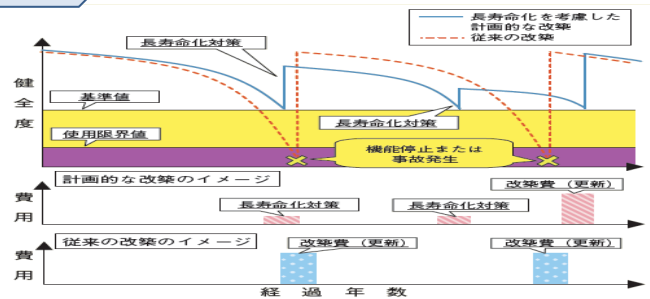 長寿命化を考慮した
計画的な改築
従来の改築
長寿命化対策
健全度
基準値
長寿命化対策
使用限界値
機能停止または
事故発生
計画的な改築のイメージ
改築費（更新）
費用
長寿命化対策
長寿命化対策
従来の改築のイメージ
改築費（更新）
改築費（更新）
費用
経過年数